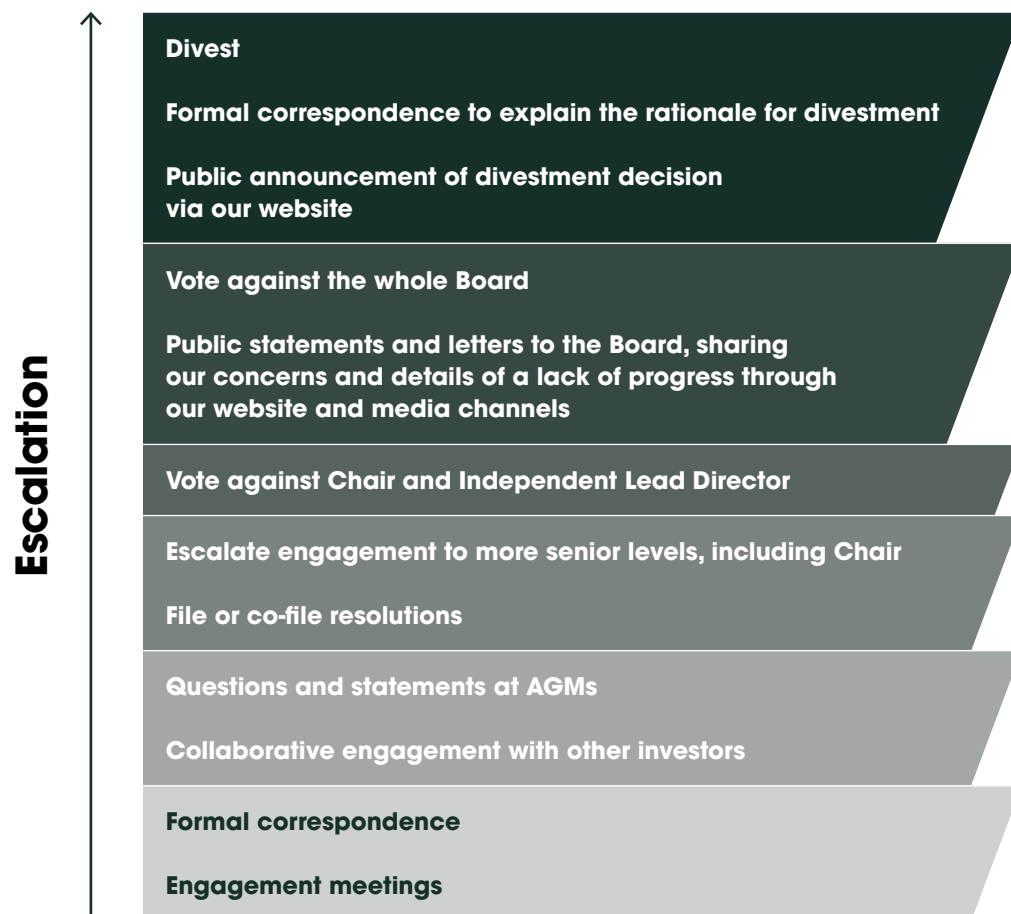 Escalation
Divest
Formal correspondence to explain the rationale for divestment
Public announcement of divestment decision
via our website
Vote against the whole Board
Public statements and letters to the Board, sharing
our concerns and details of a lack of progress through
our website and media channels
Vote against Chair and Independent Lead Director
Escalate engagement to more senior levels, including Chair
File or co-file resolutions
Questions and statements at AGMs
Collaborative engagement with other investors
Formal correspondence
Engagement meetings